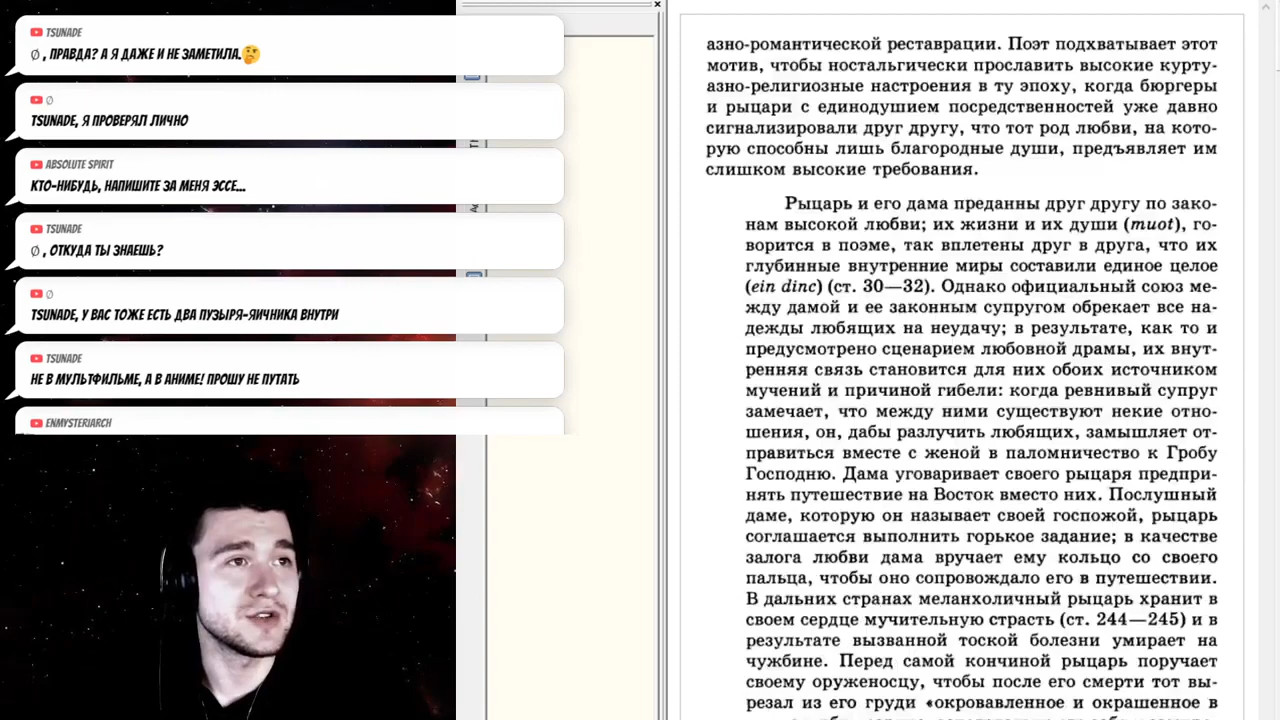 TSUNADE
Ø, ПРАВДА? А Я ДАЖЕ И НЕ ЗАМЕТИЛА.🤔
Ø
TSUNADE, Я ПРОВЕРЯЛ ЛИЧНО
ABSOLUTE SPIRIT
КТО-НИБУДЬ, НАПИШИТЕ ЗА МЕНЯ ЭССЕ...
TSUNADE
Ø, ОТКУДА ТЫ ЗНАЕШЬ?
Ø
TSUNADE, У ВАС ТОЖЕ ЕСТЬ ДВА ПУЗЫРЯ-ЯИЧНИКА ВНУТРИ
TSUNADE
НЕ В МУЛЬТФИЛЬМЕ, А В АНИМЕ! ПРОШУ НЕ ПУТАТЬ
ENMYSTERIARCH
азно-романтической реставрации. Поэт подхватывает этот
мотив, чтобы ностальгически прославить высокие курту-
азно-религиозные настроения в ту эпоху, когда бюргеры
и рыцари с единодушием посредственностей уже давно
сигнализировали друг другу, что тот род любви, на кото-
рую способны лишь благородные души, предъявляет им
слишком высокие требования.
Рыцарь и его дама преданны друг другу по зако-
нам высокой любви; их жизни и их души (muot), го-
ворится в поэме, так вплетены друг в друга, что их
глубинные внутренние миры составили единое целое
(ein dinc) (ст. 30—32). Однако официальный союз ме-
жду дамой и ее законным супругом обрекает все на-
дежды любящих на неудачу; в результате, как то и
предусмотрено сценарием любовной драмы, их внут-
ренняя связь становится для них обоих источником
мучений и причиной гибели: когда ревнивый супруг
замечает, что между ними существуют некие отно-
шения, он, дабы разлучить любящих, замышляет от-
правиться вместе с женой в паломничество к Гробу
Господню. Дама уговаривает своего рыцаря предпри-
нять путешествие на Восток вместо них. Послушный
даме, которую он называет своей госпожой, рыцарь
соглашается выполнить горькое задание; в качестве
залога любви дама вручает ему кольцо со своего
пальца, чтобы оно сопровождало его в путешествии.
В дальних странах меланхоличный рыцарь хранит в
своем сердце мучительную страсть (ст. 244—245) и в
результате вызванной тоской болезни умирает на
чужбине. Перед самой кончиной рыцарь поручает
своему оруженосцу, чтобы после его смерти тот вы-
резал из его груди «окровавленное и окрашенное в